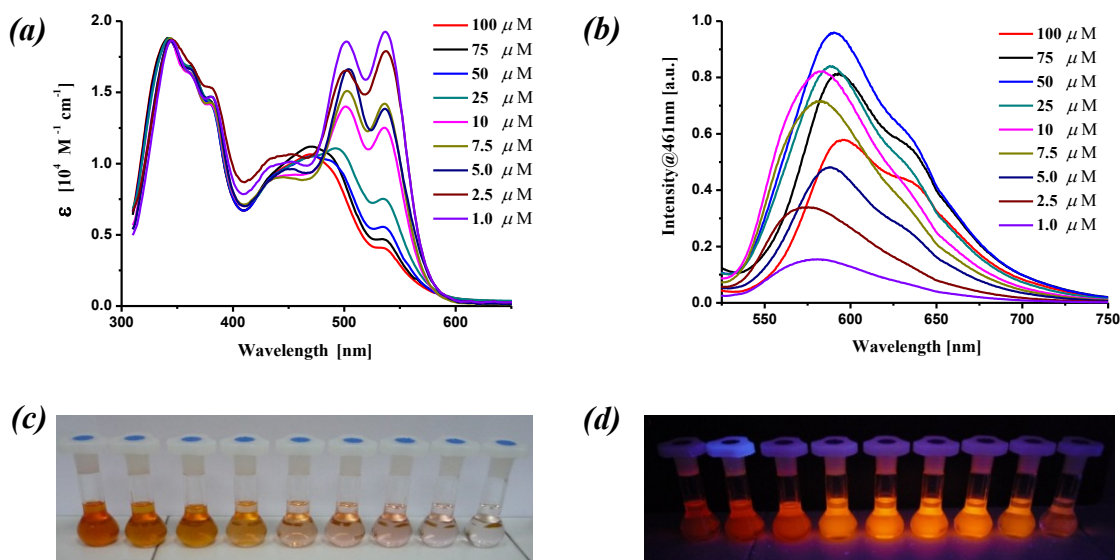 (a)
2.0
1.5
1.0
0.5
0.0
ε [10⁴ M⁻¹ cm⁻¹]
300 400 500 600
Wavelength [nm]
100 μM
75 μM
50 μM
25 μM
10 μM
7.5 μM
5.0 μM
2.5 μM
1.0 μM
(b)
1.0
0.8
0.6
0.4
0.2
0.0
Intensity@461nm [a.u.]
550 600 650 700 750
Wavelength [nm]
100 μM
75 μM
50 μM
25 μM
10 μM
7.5 μM
5.0 μM
2.5 μM
1.0 μM
(c)
(d)